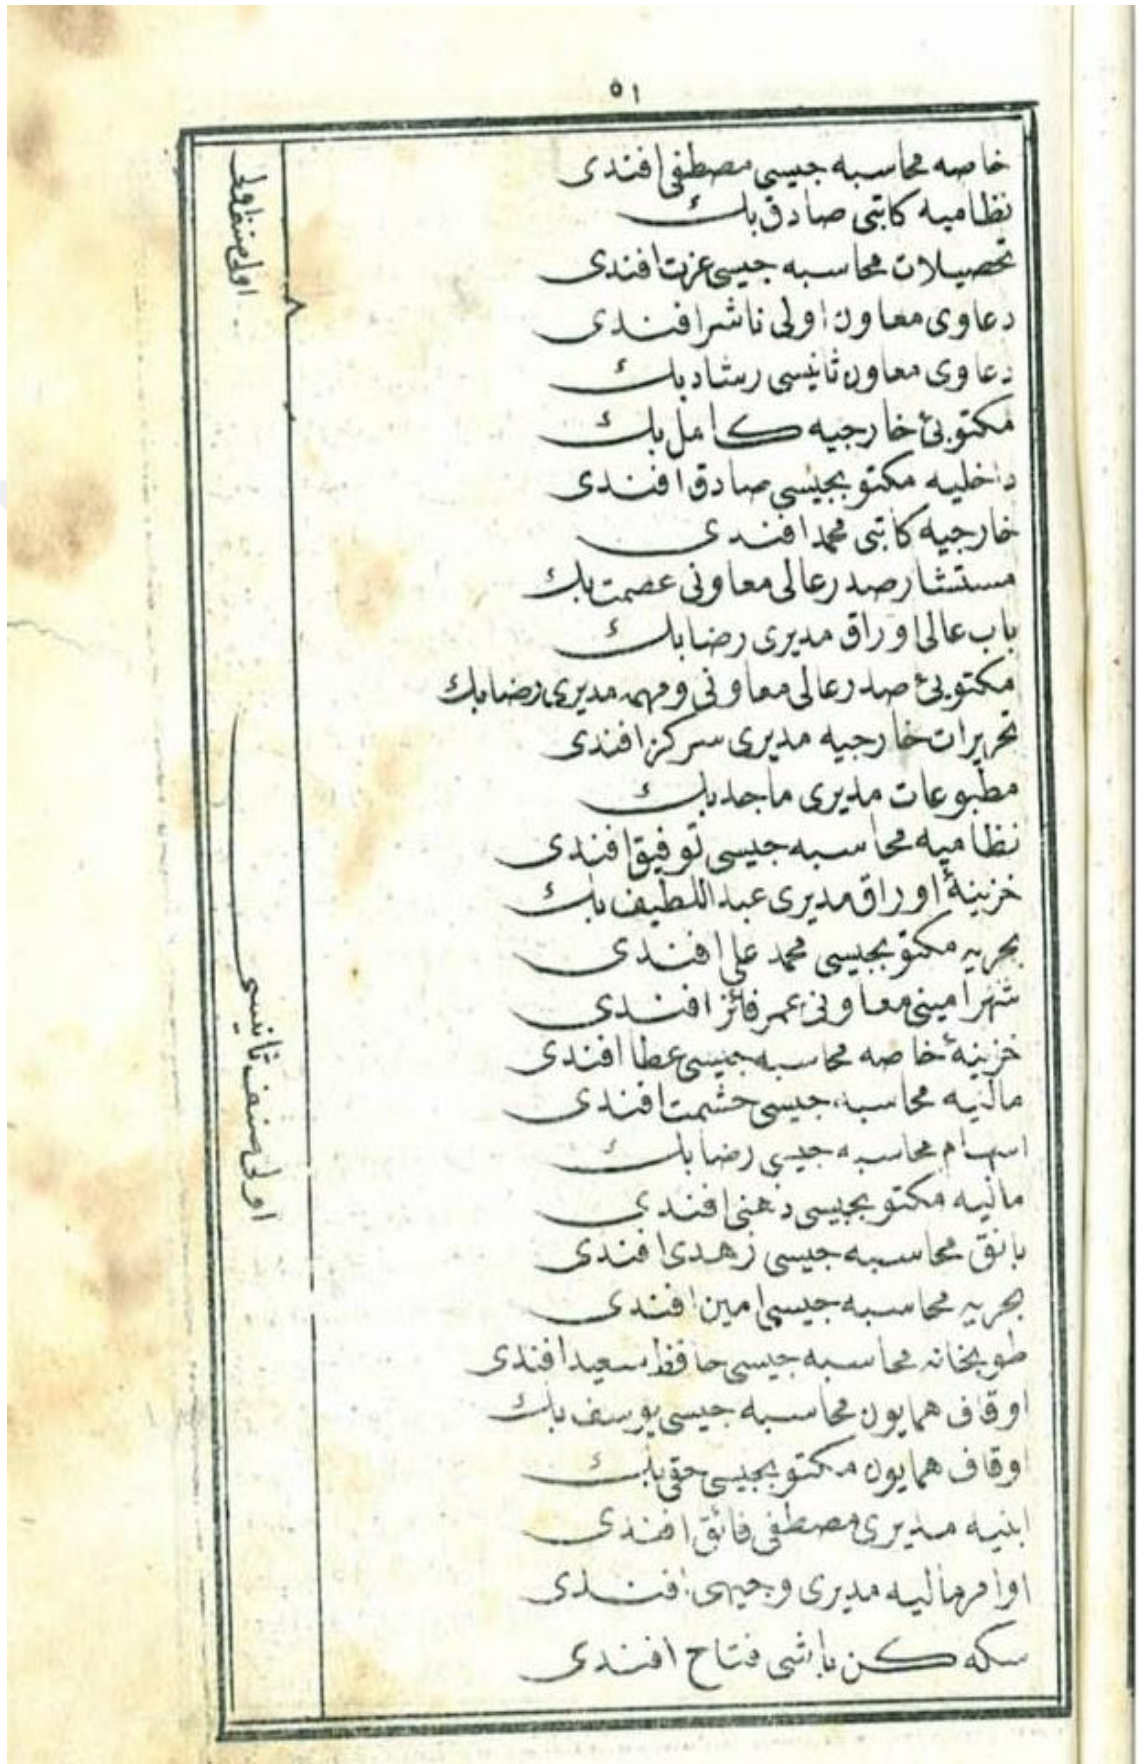 ٥١
خاصه محاسبه جیسی مصطفی افندی
نظامیه کاتبی صادق بك
تحصیلات محاسبه جیسی عزت افندی
دعاوی معاون اولی ناشر افندی
دعاوی معاون ثانیسی رشاد بك
مکتوبئ خارجیه کامل بك
داخلیه مکتوبجیسی صادق افندی
خارجیه کاتبی محمد افندی
مستشار صدر عالی معاونی عصمت بك
باب عالی اوراق مدیری رضا بك
مکتوبئ صدر عالی معاونی و مهمه مدیری رضا بك
تحریرات خارجیه مدیری سرکز افندی
مطبوعات مدیری ماجد بك
نظامیه محاسبه جیسی توفیق افندی
خزینهٔ اوراق مدیری عبد اللطیف بك
بحریه مکتوبجیسی محمد علی افندی
شهر امینی معاونی عمر فائز افندی
خزینهٔ خاصه محاسبه جیسی عطا افندی
مالیه محاسبه جیسی حشمت افندی
اسهام محاسبه جیسی رضا بك
مالیه مکتوبجیسی ذهنی افندی
بانق محاسبه جیسی زهدی افندی
بحریه محاسبه جیسی امین افندی
طوبخانه محاسبه جیسی حافظ سعید افندی
اوقاف همایون محاسبه جیسی یوسف بك
اوقاف همایون مکتوبجیسی حقی بك
ابنیه مدیری مصطفی فائق افندی
اوامر مالیه مدیری وجیهی افندی
سکه کن باشی فتاح افندی
اولی صنف اولی
اولی صنف ثانیسی